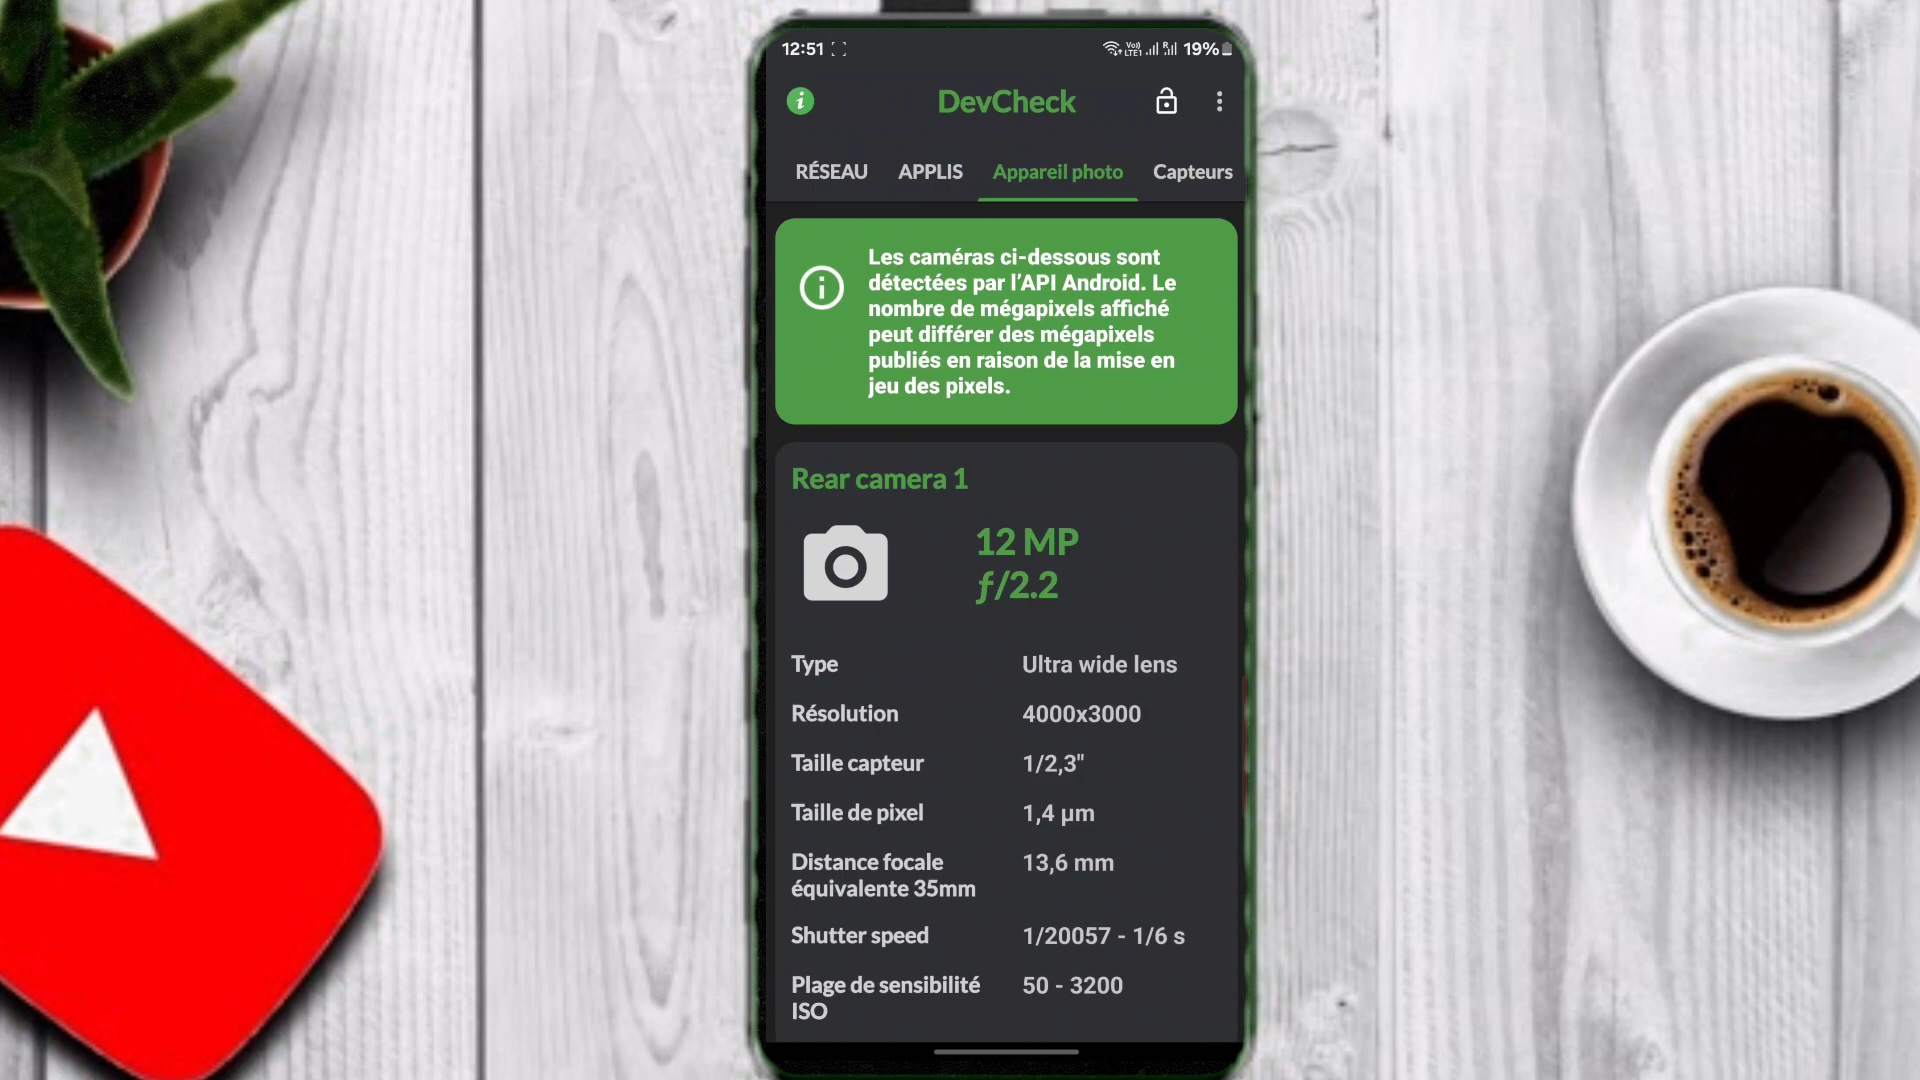 12:51 19%
DevCheck
RÉSEAU APPLIS Appareil photo Capteurs
Les caméras ci-dessous sont
détectées par l'API Android. Le
nombre de mégapixels affiché
peut différer des mégapixels
publiés en raison de la mise en
jeu des pixels.
Rear camera 1
12 MP
ƒ/2.2
Type Ultra wide lens
Résolution 4000x3000
Taille capteur 1/2,3"
Taille de pixel 1,4 µm
Distance focale 13,6 mm
équivalente 35mm
Shutter speed 1/20057 - 1/6 s
Plage de sensibilité 50 - 3200
ISO